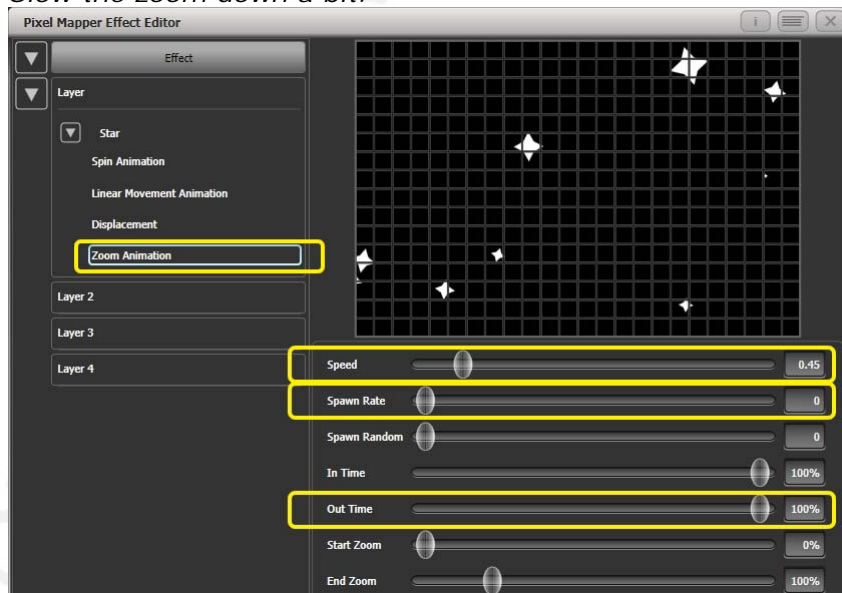 Slow the zoom down a bit:
Pixel Mapper Effect Editor
Effect
Layer
Star
Spin Animation
Linear Movement Animation
Displacement
Zoom Animation
Layer 2
Layer 3
Layer 4
Speed 0.45
Spawn Rate 0
Spawn Random 0
In Time 100%
Out Time 100%
Start Zoom 0%
End Zoom 100%